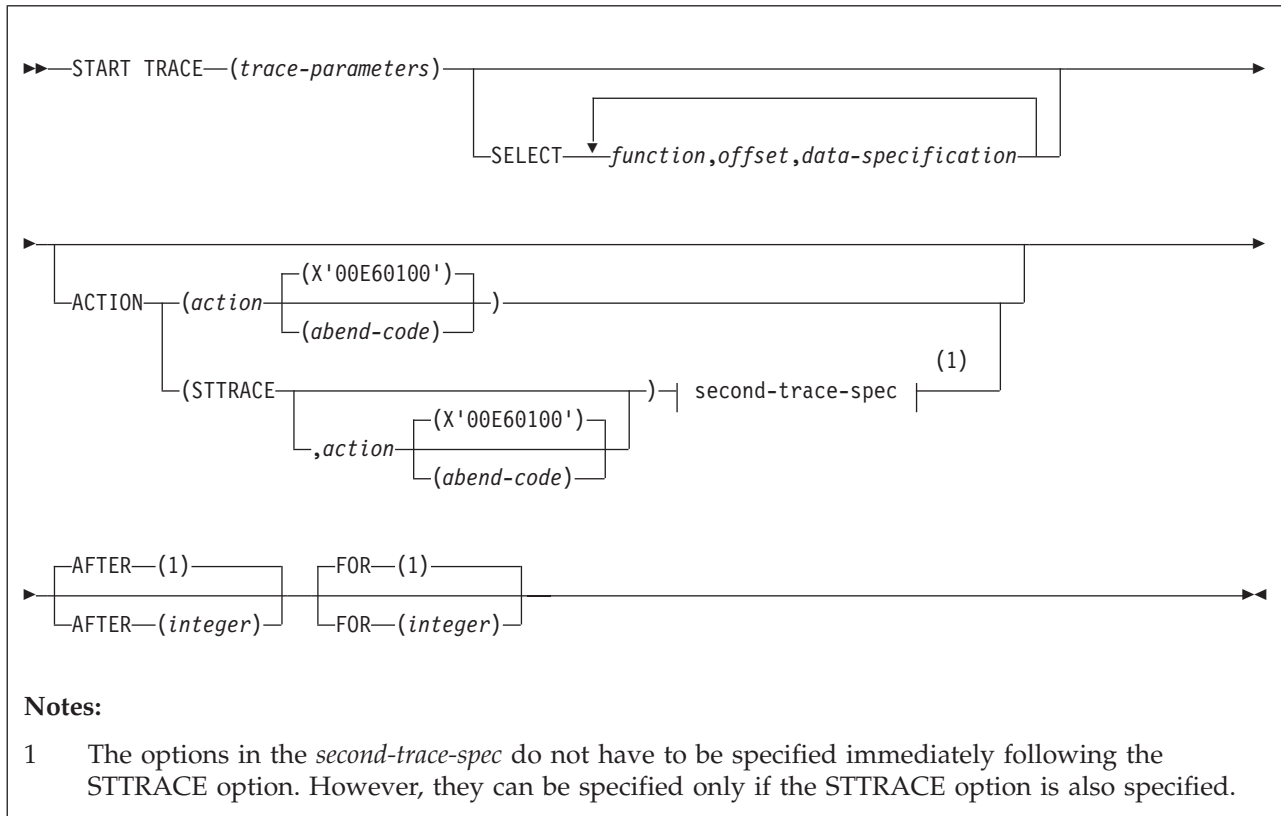 START TRACE (trace-parameters)
SELECT function,offset,data-specification
(X'00E60100')
ACTION (action )
(abend-code)
(1)
(STTRACE ) second-trace-spec
(X'00E60100')
,action
(abend-code)
AFTER (1) FOR (1)
AFTER (integer) FOR (integer)
Notes:
1 The options in the second-trace-spec do not have to be specified immediately following the
STTRACE option. However, they can be specified only if the STTRACE option is also specified.